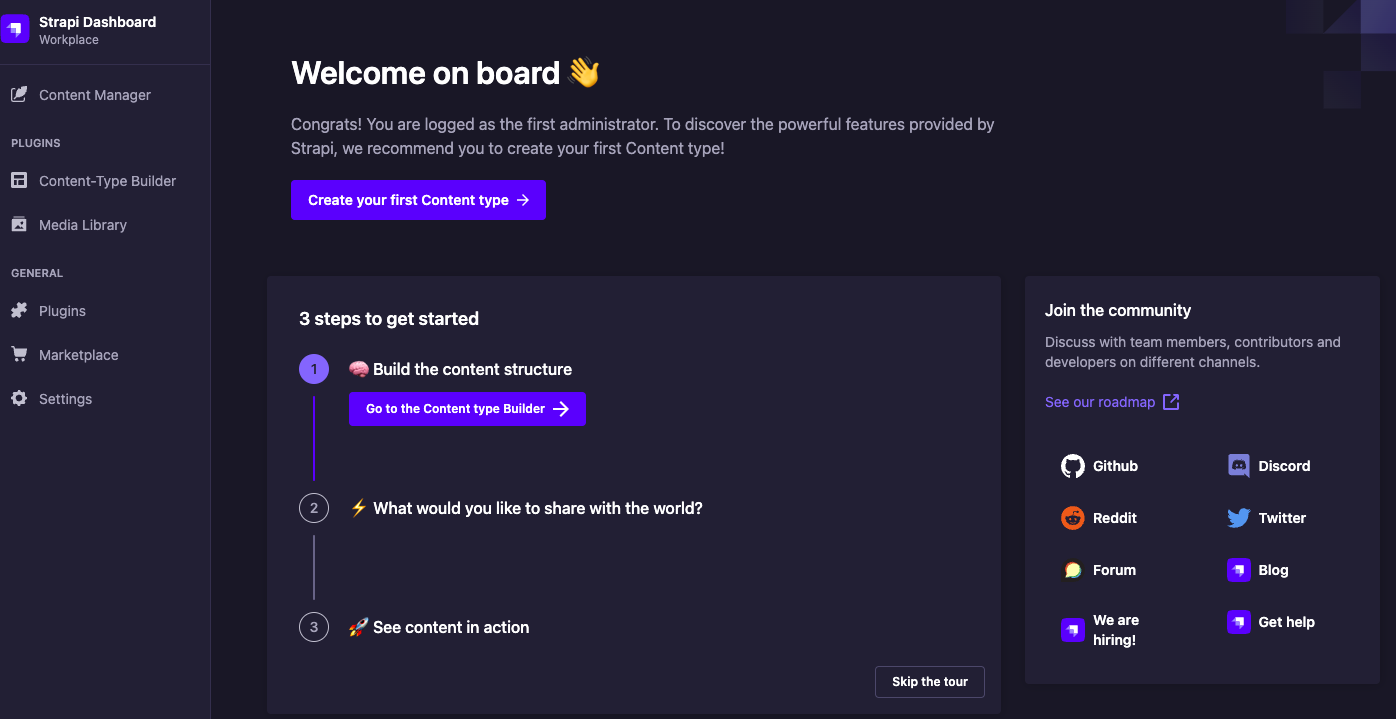 Strapi Dashboard
Workplace
Content Manager
PLUGINS
Content-Type Builder
Media Library
GENERAL
Plugins
Marketplace
Settings
Welcome on board 👋
Congrats! You are logged as the first administrator. To discover the powerful features provided by
Strapi, we recommend you to create your first Content type!
Create your first Content type →
3 steps to get started
1
🧠 Build the content structure
Go to the Content type Builder →
2
⚡ What would you like to share with the world?
3
🚀 See content in action
Skip the tour
Join the community
Discuss with team members, contributors and
developers on different channels.
See our roadmap
Github
Discord
Reddit
Twitter
Forum
Blog
We are
hiring!
Get help